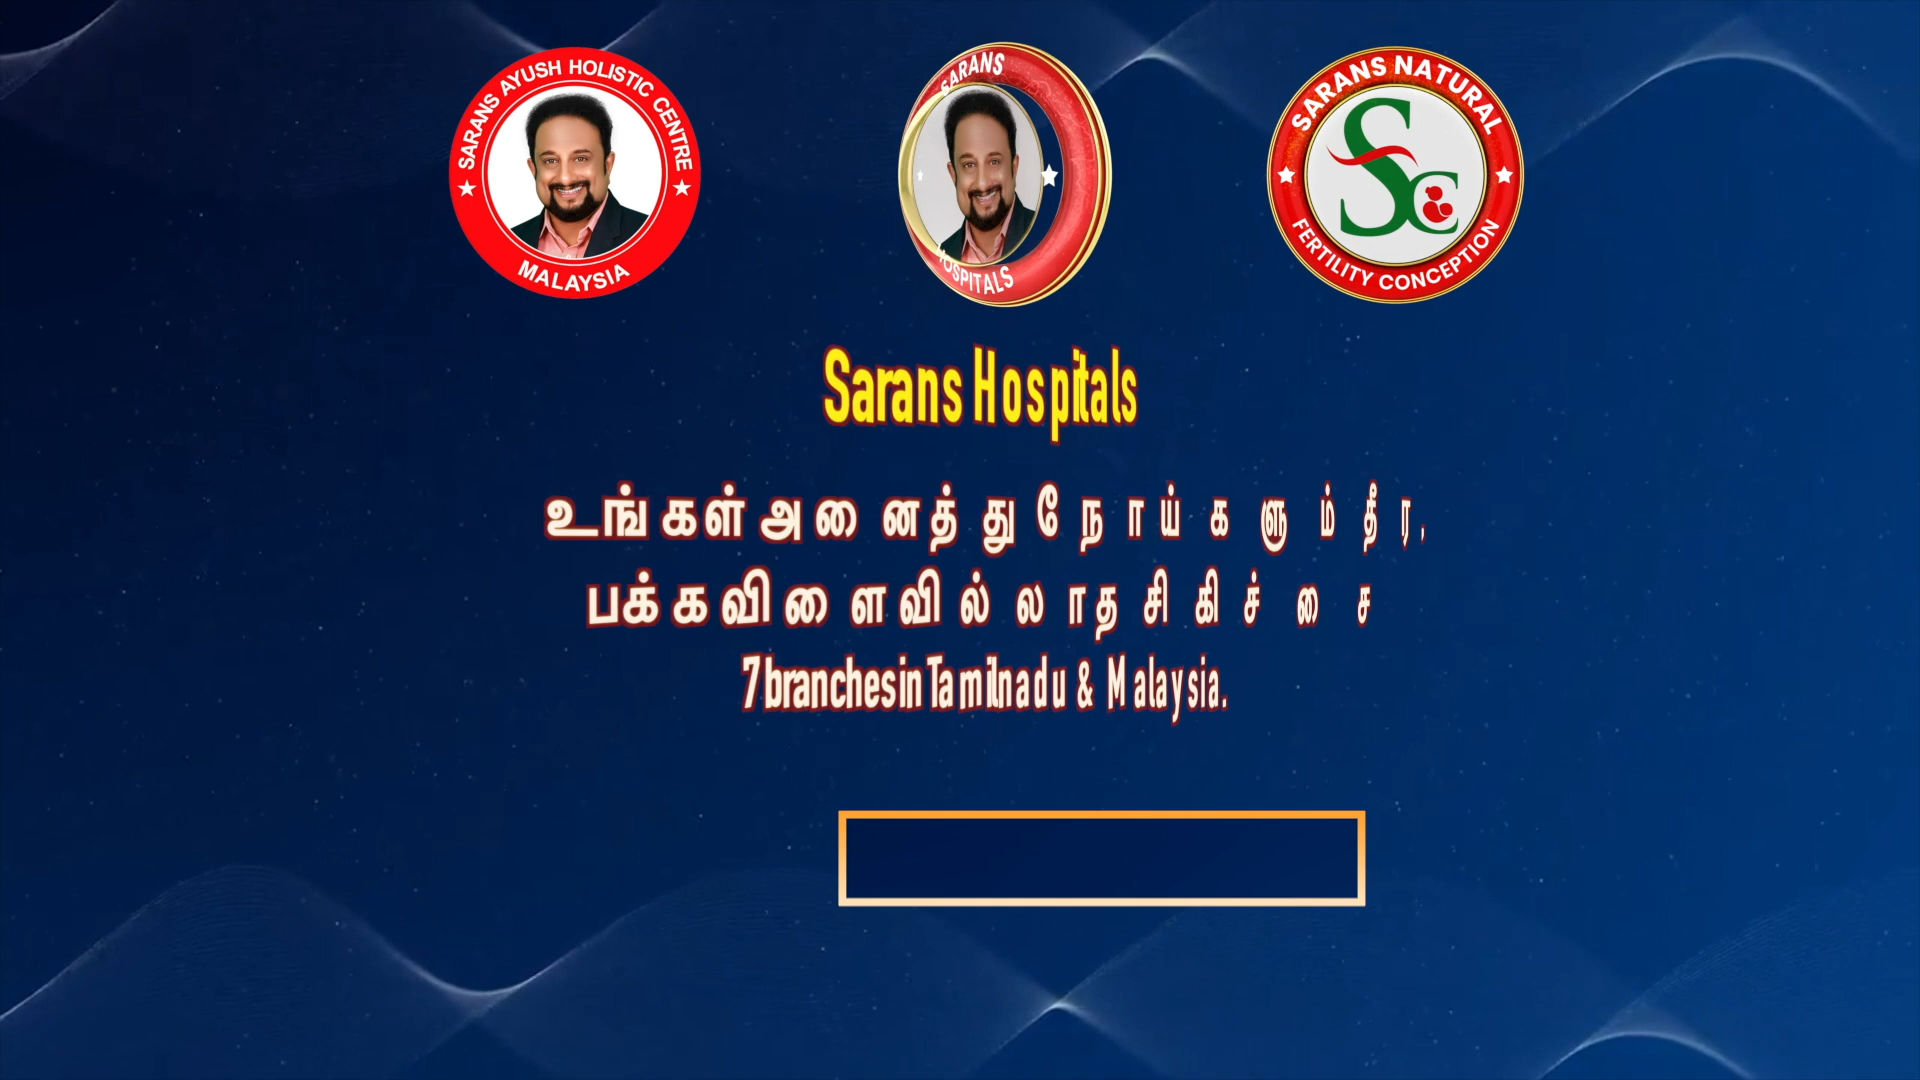 SARANS AYUSH HOLISTIC CENTRE
MALAYSIA
SARANS
HOSPITALS
SARANS NATURAL
FERTILITY CONCEPTION
Sc
Sarans Hospitals
உங்கள் அனைத்து நோய்களும் தீர,
பக்கவிளைவில்லாத சிகிச்சை
7 branches in Tamilnadu & Malaysia.